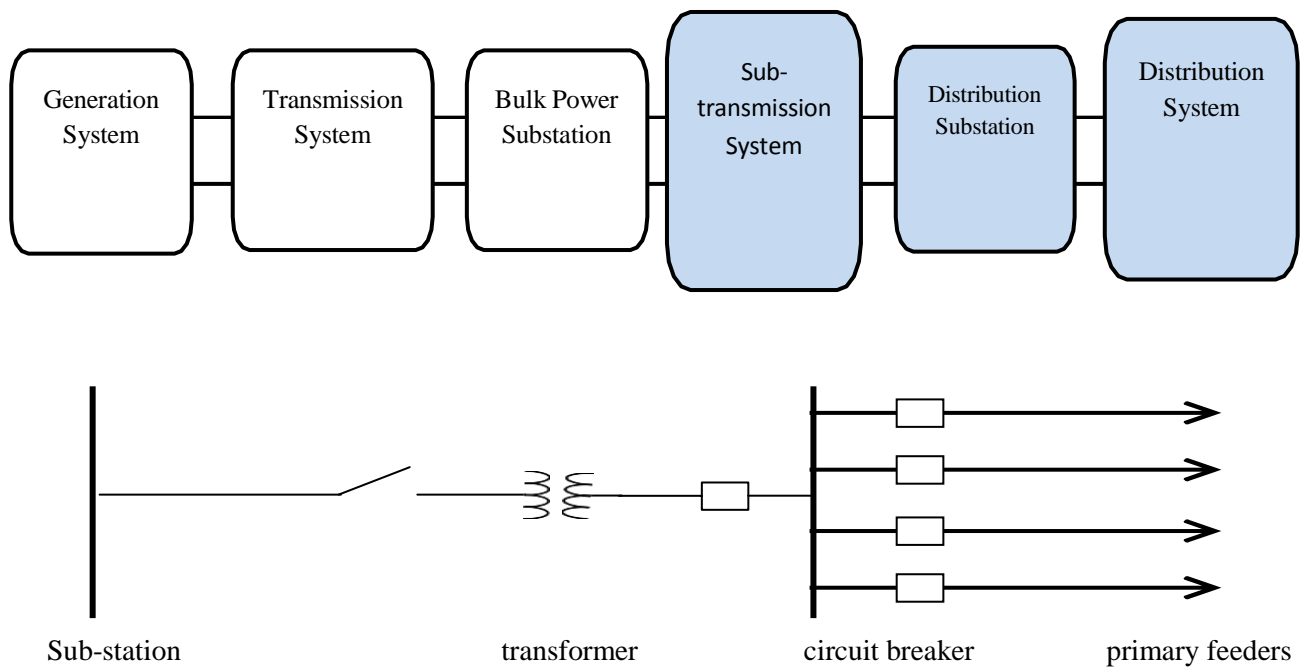 Generation
System
Transmission
System
Bulk Power
Substation
Sub-
transmission
System
Distribution
Substation
Distribution
System
Sub-station
transformer
circuit breaker
primary feeders